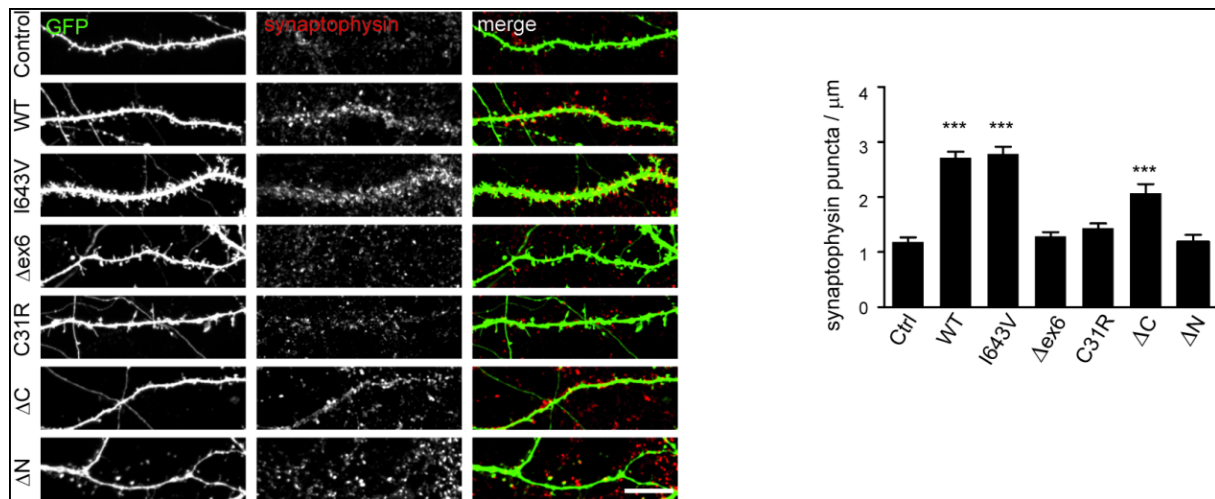 GFP synaptophysin merge
Control
WT
I643V
Δex6
C31R
ΔC
ΔN
synaptophysin puncta / μm
4
3
2
1
0
*** *** ***
Ctrl WT I643V Δex6 C31R ΔC ΔN